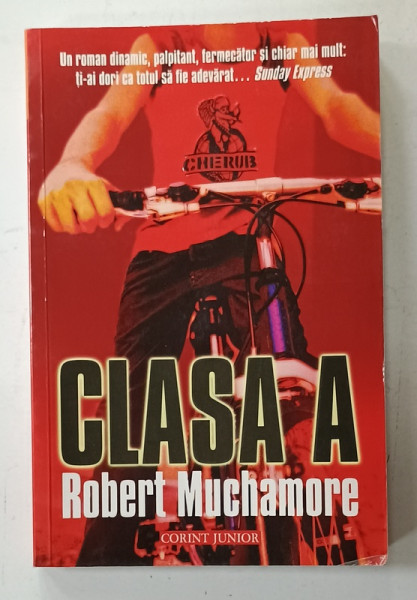 Un roman dinamic, palpitant, fermecător și chiar mai mult:
ți-ai dori ca totul să fie adevărat... Sunday Express
CHERUB
CLASA A
Robert Muchamore
CORINT JUNIOR